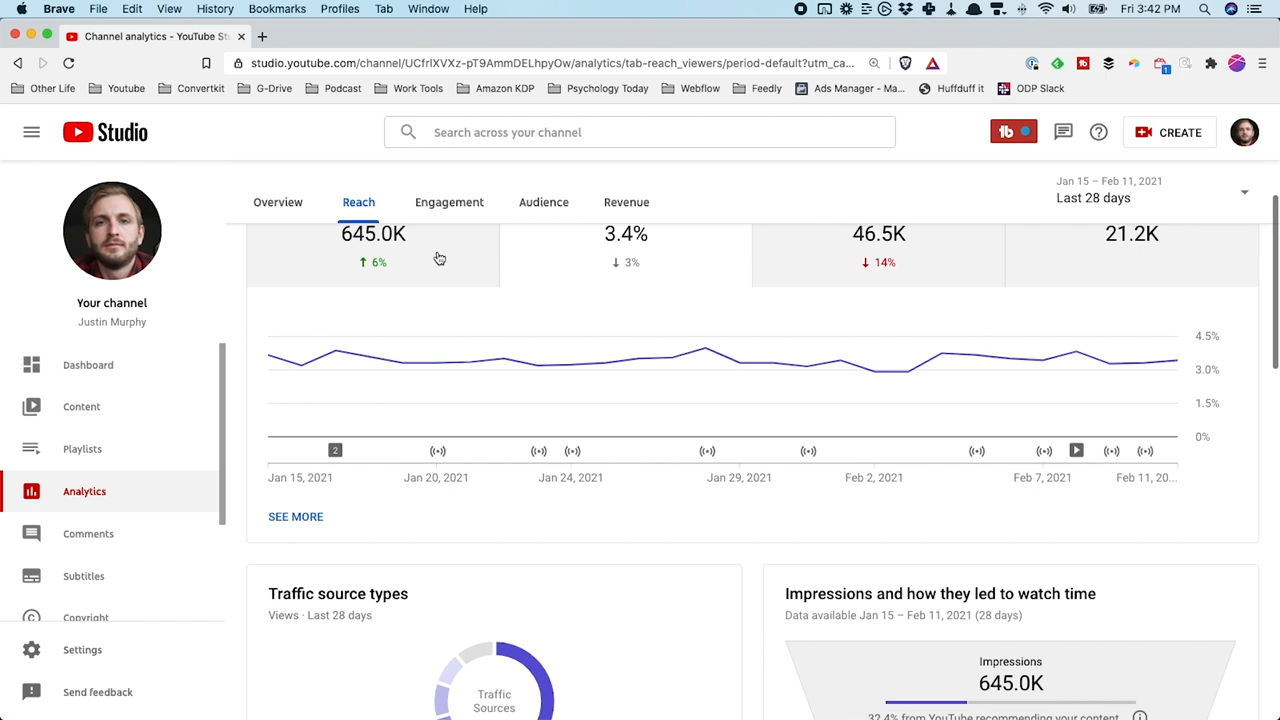 Brave File Edit View History Bookmarks Profiles Tab Window Help Fri 3:42 PM
Channel analytics - YouTube Stu
studio.youtube.com/channel/UCfrlXVXz-pT9AmmDELhpyOw/analytics/tab-reach_viewers/period-default?utm_ca...
Other Life Youtube Convertkit G-Drive Podcast Work Tools Amazon KDP Psychology Today Webflow Feedly Ads Manager - Ma... Huffduff it ODP Slack
Studio
Search across your channel
CREATE
Your channel
Justin Murphy
Dashboard
Content
Playlists
Analytics
Comments
Subtitles
Copyright
Settings
Send feedback
Overview Reach Engagement Audience Revenue
Jan 15 – Feb 11, 2021
Last 28 days
645.0K 3.4% 46.5K 21.2K
↑ 6% ↓ 3% ↓ 14%
4.5%
3.0%
1.5%
0%
2
Jan 15, 2021 Jan 20, 2021 Jan 24, 2021 Jan 29, 2021 Feb 2, 2021 Feb 7, 2021 Feb 11, 20...
SEE MORE
Traffic source types
Views · Last 28 days
Traffic
Sources
Impressions and how they led to watch time
Data available Jan 15 – Feb 11, 2021 (28 days)
Impressions
645.0K
32.4% from YouTube recommending your content